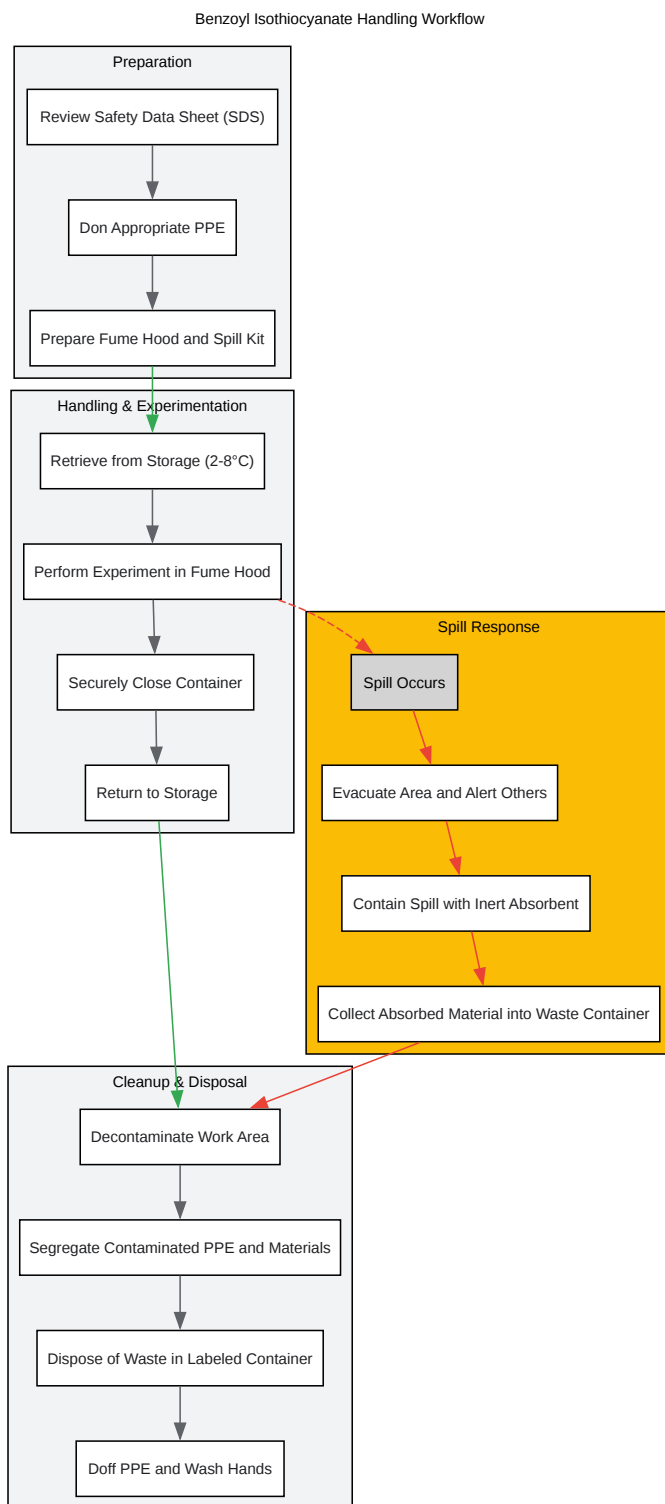 Benzoyl Isothiocyanate Handling Workflow
Preparation
Review Safety Data Sheet (SDS)
Don Appropriate PPE
Prepare Fume Hood and Spill Kit
Handling & Experimentation
Retrieve from Storage (2-8°C)
Perform Experiment in Fume Hood
Securely Close Container
Return to Storage
Spill Response
Spill Occurs
Evacuate Area and Alert Others
Contain Spill with Inert Absorbent
Collect Absorbed Material into Waste Container
Cleanup & Disposal
Decontaminate Work Area
Segregate Contaminated PPE and Materials
Dispose of Waste in Labeled Container
Doff PPE and Wash Hands